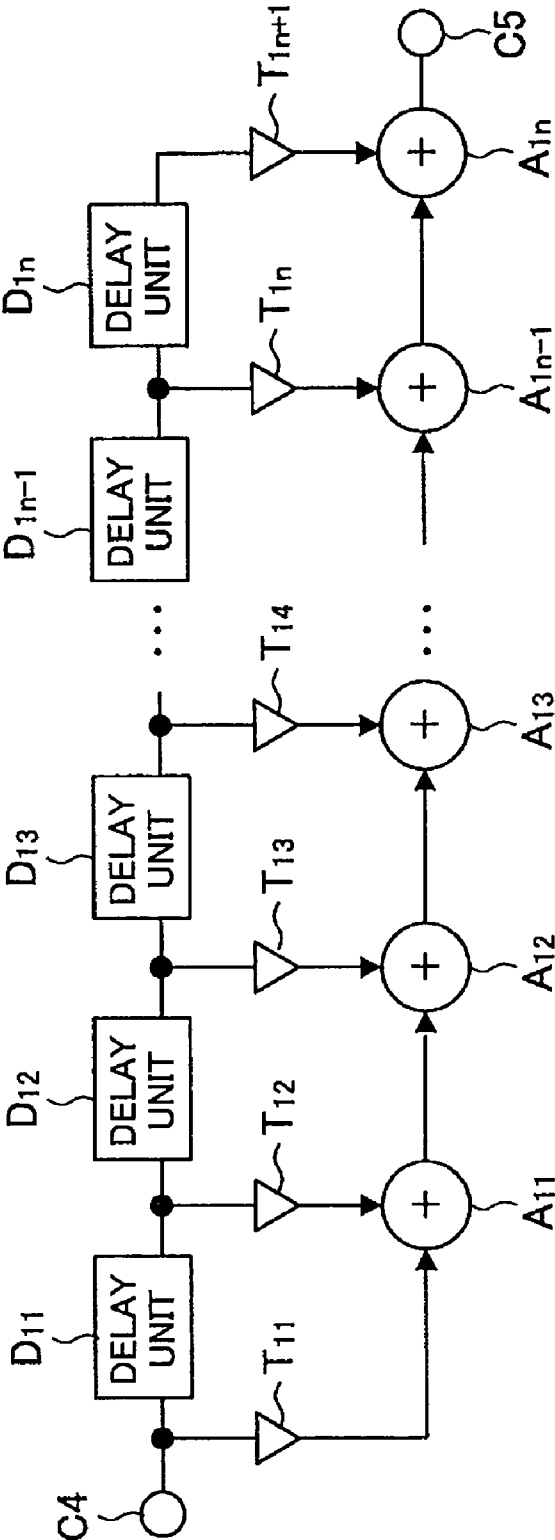 D11
D12
D13
D1n-1
D1n
DELAY
UNIT
DELAY
UNIT
DELAY
UNIT
DELAY
UNIT
DELAY
UNIT
C4
T11
T12
T13
T14
T1n
T1n+1
...
...
+
+
+
+
+
C5
A11
A12
A13
A1n-1
A1n